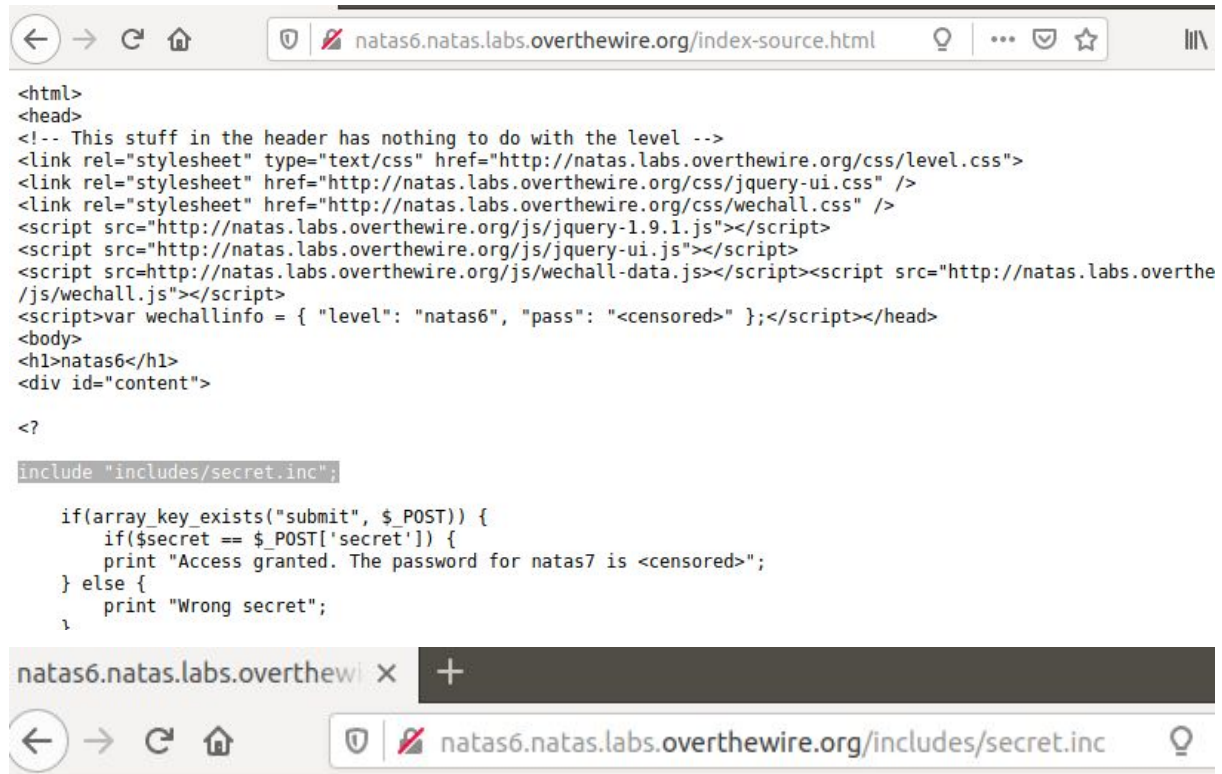 natas6.natas.labs.overthewire.org/index-source.html
<html>
<head>
<!-- This stuff in the header has nothing to do with the level -->
<link rel="stylesheet" type="text/css" href="http://natas.labs.overthewire.org/css/level.css">
<link rel="stylesheet" href="http://natas.labs.overthewire.org/css/jquery-ui.css" />
<link rel="stylesheet" href="http://natas.labs.overthewire.org/css/wechall.css" />
<script src="http://natas.labs.overthewire.org/js/jquery-1.9.1.js"></script>
<script src="http://natas.labs.overthewire.org/js/jquery-ui.js"></script>
<script src=http://natas.labs.overthewire.org/js/wechall-data.js></script><script src="http://natas.labs.overthe
/js/wechall.js"></script>
<script>var wechallinfo = { "level": "natas6", "pass": "<censored>" };</script></head>
<body>
<h1>natas6</h1>
<div id="content">
<?
include "includes/secret.inc";
if(array_key_exists("submit", $_POST)) {
if($secret == $_POST['secret']) {
print "Access granted. The password for natas7 is <censored>";
} else {
print "Wrong secret";
}
natas6.natas.labs.overthewi
natas6.natas.labs.overthewire.org/includes/secret.inc